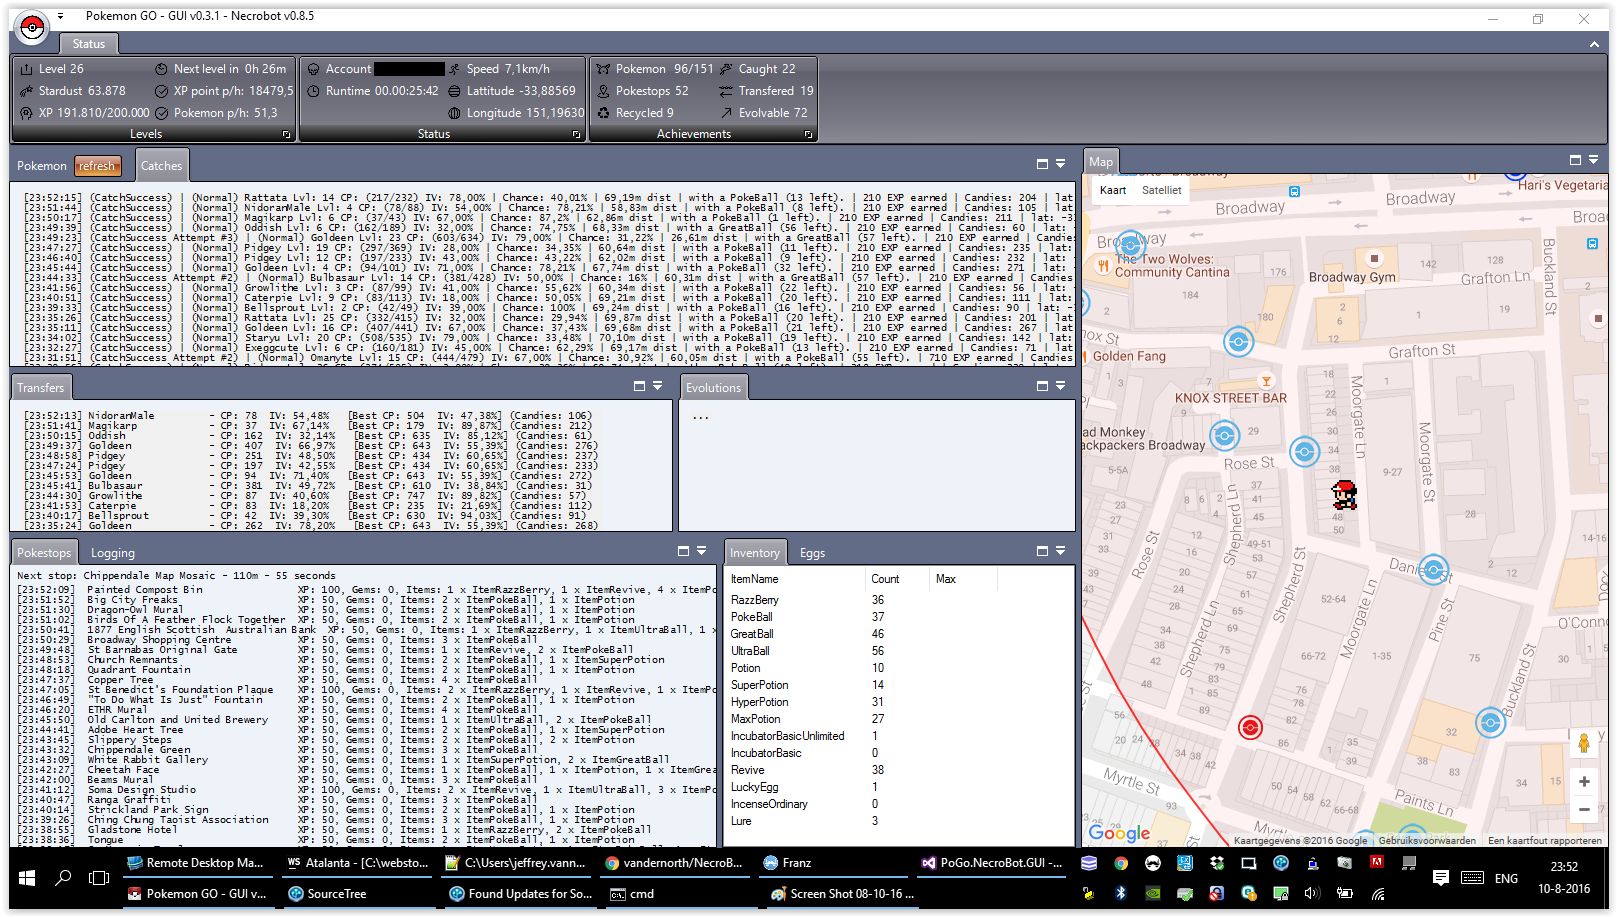 Pokemon GO - GUI v0.3.1 - Necrobot v0.8.5
Status
Level 26
Next level in 0h 26m
Stardust 63.878
XP point p/h: 18479,5
XP 191.810/200.000
Pokemon p/h: 51,3
Levels
Account
Speed 7,1km/h
Runtime 00.00:25:42
Lattitude -33,88569
Longitude 151,19630
Status
Pokemon 96/151
Caught 22
Pokestops 52
Transfered 19
Recycled 9
Evolvable 72
Achievements
Pokemon refresh Catches
[23:52:15] (CatchSuccess) | (Normal) Rattata Lvl: 14 CP: (217/232) IV: 78,00% | Chance: 40,01% | 69,19m dist | with a PokeBall (13 left). | 210 EXP earned | Candies: 204 | lat:
[23:51:44] (CatchSuccess) | (Normal) NidoranMale Lvl: 4 CP: (78/88) IV: 54,00% | Chance: 78,21% | 58,83m dist | with a PokeBall (8 left). | 210 EXP earned | Candies: 105 | lat:
[23:50:17] (CatchSuccess) | (Normal) Magikarp Lvl: 6 CP: (37/43) IV: 67,00% | Chance: 87,2% | 62,86m dist | with a PokeBall (1 left). | 210 EXP earned | Candies: 211 | lat: -3
[23:49:39] (CatchSuccess) | (Normal) Oddish Lvl: 6 CP: (162/189) IV: 32,00% | Chance: 74,75% | 68,33m dist | with a GreatBall (56 left). | 210 EXP earned | Candies: 60 | lat:
[23:49:23] (CatchSuccess Attempt #3) | (Normal) Goldeen Lvl: 23 CP: (603/634) IV: 79,00% | Chance: 31,22% | 26,61m dist | with a GreatBall (57 left). | 210 EXP earned | Candies
[23:47:27] (CatchSuccess) | (Normal) Pidgey Lvl: 19 CP: (297/369) IV: 28,00% | Chance: 34,35% | 60,64m dist | with a PokeBall (11 left). | 210 EXP earned | Candies: 235 | lat:
[23:46:40] (CatchSuccess) | (Normal) Pidgey Lvl: 12 CP: (197/233) IV: 43,00% | Chance: 43,22% | 62,02m dist | with a PokeBall (9 left). | 210 EXP earned | Candies: 232 | lat:
[23:45:44] (CatchSuccess) | (Normal) Goldeen Lvl: 4 CP: (94/101) IV: 71,00% | Chance: 78,21% | 67,74m dist | with a PokeBall (32 left). | 210 EXP earned | Candies: 271 | lat:
[23:44:33] (CatchSuccess Attempt #2) | (Normal) Bulbasaur Lvl: 14 CP: (381/428) IV: 50,00% | Chance: 16% | 60,31m dist | with a GreatBall (57 left). | 210 EXP earned | Candies
[23:41:56] (CatchSuccess) | (Normal) Growlithe Lvl: 3 CP: (87/99) IV: 41,00% | Chance: 55,62% | 60,34m dist | with a PokeBall (22 left). | 210 EXP earned | Candies: 56 | lat:
[23:40:51] (CatchSuccess) | (Normal) Caterpie Lvl: 9 CP: (83/113) IV: 18,00% | Chance: 50,05% | 69,21m dist | with a PokeBall (20 left). | 210 EXP earned | Candies: 111 | lat:
[23:39:33] (CatchSuccess) | (Normal) Bellsprout Lvl: 2 CP: (42/49) IV: 39,00% | Chance: 100% | 69,24m dist | with a PokeBall (16 left). | 210 EXP earned | Candies: 90 | lat:
[23:35:26] (CatchSuccess) | (Normal) Rattata Lvl: 25 CP: (332/415) IV: 32,00% | Chance: 29,94% | 69,87m dist | with a PokeBall (20 left). | 210 EXP earned | Candies: 201 | lat:
[23:35:11] (CatchSuccess) | (Normal) Goldeen Lvl: 16 CP: (407/441) IV: 67,00% | Chance: 37,43% | 69,68m dist | with a PokeBall (21 left). | 210 EXP earned | Candies: 267 | lat:
[23:34:02] (CatchSuccess) | (Normal) Staryu Lvl: 20 CP: (508/535) IV: 79,00% | Chance: 33,48% | 70,10m dist | with a PokeBall (19 left). | 210 EXP earned | Candies: 142 | lat:
[23:32:27] (CatchSuccess) | (Normal) Exeggcute Lvl: 6 CP: (160/181) IV: 45,00% | Chance: 62,29% | 69,17m dist | with a PokeBall (13 left). | 210 EXP earned | Candies: 71 | lat:
[23:31:51] (CatchSuccess Attempt #2) | (Normal) Omanyte Lvl: 15 CP: (444/479) IV: 67,00% | Chance: 30,92% | 60,05m dist | with a GreatBall (55 left). | 710 EXP earned | Candies
Transfers
[23:52:13] NidoranMale - CP: 78 IV: 54,48% [Best CP: 504 IV: 47,38%] (Candies: 106)
[23:51:41] Magikarp - CP: 37 IV: 67,14% [Best CP: 179 IV: 89,87%] (Candies: 212)
[23:50:15] Oddish - CP: 162 IV: 32,14% [Best CP: 635 IV: 85,12%] (Candies: 61)
[23:49:37] Goldeen - CP: 407 IV: 66,97% [Best CP: 643 IV: 55,39%] (Candies: 276)
[23:48:58] Pidgey - CP: 251 IV: 48,50% [Best CP: 434 IV: 60,65%] (Candies: 237)
[23:47:24] Pidgey - CP: 197 IV: 42,55% [Best CP: 434 IV: 60,65%] (Candies: 233)
[23:45:53] Goldeen - CP: 94 IV: 71,40% [Best CP: 643 IV: 55,39%] (Candies: 272)
[23:45:41] Bulbasaur - CP: 381 IV: 49,72% [Best CP: 610 IV: 38,84%] (Candies: 31)
[23:44:30] Growlithe - CP: 87 IV: 40,60% [Best CP: 747 IV: 89,82%] (Candies: 57)
[23:41:53] Caterpie - CP: 83 IV: 18,20% [Best CP: 235 IV: 21,69%] (Candies: 112)
[23:40:17] Bellsprout - CP: 42 IV: 39,30% [Best CP: 630 IV: 94,03%] (Candies: 91)
[23:35:24] Goldeen - CP: 262 IV: 78,20% [Best CP: 643 IV: 55,39%] (Candies: 268)
Evolutions
...
Pokestops Logging
Next stop: Chippendale Map Mosaic - 110m - 55 seconds
[23:52:09] Painted Compost Bin XP: 100, Gems: 0, Items: 1 x ItemRazzBerry, 1 x ItemRevive, 4 x ItemPo
[23:51:52] Big City Freaks XP: 50, Gems: 0, Items: 2 x ItemPokeBall, 1 x ItemPotion
[23:51:30] Dragon-Owl Mural XP: 50, Gems: 0, Items: 2 x ItemPokeBall, 1 x ItemPotion
[23:51:02] Birds Of A Feather Flock Together XP: 50, Gems: 0, Items: 2 x ItemPokeBall, 1 x ItemPotion
[23:50:41] 1877 English Scottish Australian Bank XP: 50, Gems: 0, Items: 1 x ItemRazzBerry, 1 x ItemUltraBall, 1 x
[23:50:29] Broadway Shopping Centre XP: 50, Gems: 0, Items: 3 x ItemPokeBall
[23:49:48] St Barnabas Original Gate XP: 50, Gems: 0, Items: 1 x ItemRevive, 2 x ItemPokeBall
[23:48:53] Church Remnants XP: 50, Gems: 0, Items: 2 x ItemPokeBall, 1 x ItemSuperPotion
[23:48:18] Quadrant Fountain XP: 50, Gems: 0, Items: 2 x ItemPokeBall, 1 x ItemPotion
[23:47:37] Copper Tree XP: 50, Gems: 0, Items: 4 x ItemPokeBall
[23:47:05] St Benedict's Foundation Plaque XP: 100, Gems: 0, Items: 2 x ItemRazzBerry, 1 x ItemRevive, 1 x ItemPo
[23:46:49] "To Do What Is Just" Fountain XP: 50, Gems: 0, Items: 2 x ItemPokeBall, 1 x ItemPotion
[23:46:20] ETHR Mural XP: 50, Gems: 0, Items: 4 x ItemPokeBall
[23:45:50] Old Carlton and United Brewery XP: 50, Gems: 0, Items: 1 x ItemUltraBall, 2 x ItemPokeBall
[23:44:41] Adobe Heart Tree XP: 50, Gems: 0, Items: 2 x ItemPokeBall, 1 x ItemSuperPotion
[23:43:45] Slippery Steps XP: 50, Gems: 0, Items: 2 x ItemPokeBall, 1 x ItemPotion
[23:43:32] Chippendale Green XP: 50, Gems: 0, Items: 3 x ItemPokeBall
[23:43:09] White Rabbit Gallery XP: 50, Gems: 0, Items: 1 x ItemSuperPotion, 2 x ItemGreatBall
[23:42:27] Cheetah Face XP: 50, Gems: 0, Items: 1 x ItemPokeBall, 1 x ItemPotion, 1 x ItemGrea
[23:42:00] Beams Mural XP: 50, Gems: 0, Items: 3 x ItemPokeBall
[23:41:12] Soma Design Studio XP: 100, Gems: 0, Items: 2 x ItemRevive, 1 x ItemUltraBall, 3 x ItemPo
[23:40:47] Ranga Graffiti XP: 50, Gems: 0, Items: 3 x ItemPokeBall
[23:40:14] Strickland Park Sign XP: 50, Gems: 0, Items: 2 x ItemPokeBall, 1 x ItemPotion
[23:39:26] Ching Chung Taoist Association XP: 50, Gems: 0, Items: 3 x ItemPokeBall, 1 x ItemPotion
[23:38:55] Gladstone Hotel XP: 50, Gems: 0, Items: 1 x ItemRazzBerry, 2 x ItemPokeBall
[23:38:36] Tongue XP: 50, Gems: 0, Items: 2 x ItemPokeBall, 1 x ItemPotion
Inventory Eggs
ItemName Count Max
RazzBerry 36
PokeBall 37
GreatBall 46
UltraBall 56
Potion 10
SuperPotion 14
HyperPotion 31
MaxPotion 27
IncubatorBasicUnlimited 1
IncubatorBasic 0
Revive 38
LuckyEgg 1
IncenseOrdinary 0
Lure 3
Map
Kaart Satelliet
Hari's Vegetaria
Broadway
Broadway
Broadway
The Two Wolves:
Community Cantina
Broadway Gym
Grafton Ln
Buckland St
176
142
128
184
180
Knox St
Golden Fang
Grafton St
KNOX STREET BAR
Mad Monkey
Backpackers Broadway
Rose St
Moorgate Ln
Moorgate St
5-5A
9-27
Shepherd Ln
Rose St
Shepherd St
Daniels St
49-51
53-61
52-64
14-16
O'Conno
Pine St
Moorgate Ln
Shepherd Ln
66-72
1-35
Buckland St
Myrtle St
Myrtle St
62-66
66-68
Paints Ln
Google
Kaartgegevens ©2016 Google Gebruiksvoorwaarden Een kaartfout rapporteren
Remote Desktop Ma...
Atalanta - [C:\websto...
C:\Users\jeffrey.vann...
vandernorth/NecroB...
Franz
PoGo.NecroBot.GUI -...
23:52
ENG
10-8-2016
Pokemon GO - GUI v...
SourceTree
Found Updates for So...
cmd
Screen Shot 08-10-16 ...